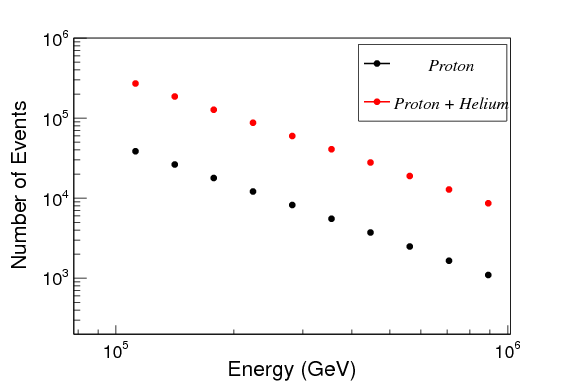 10^6
Proton
Proton + Helium
10^5
10^4
10^3
Number of Events
10^5
10^6
Energy (GeV)